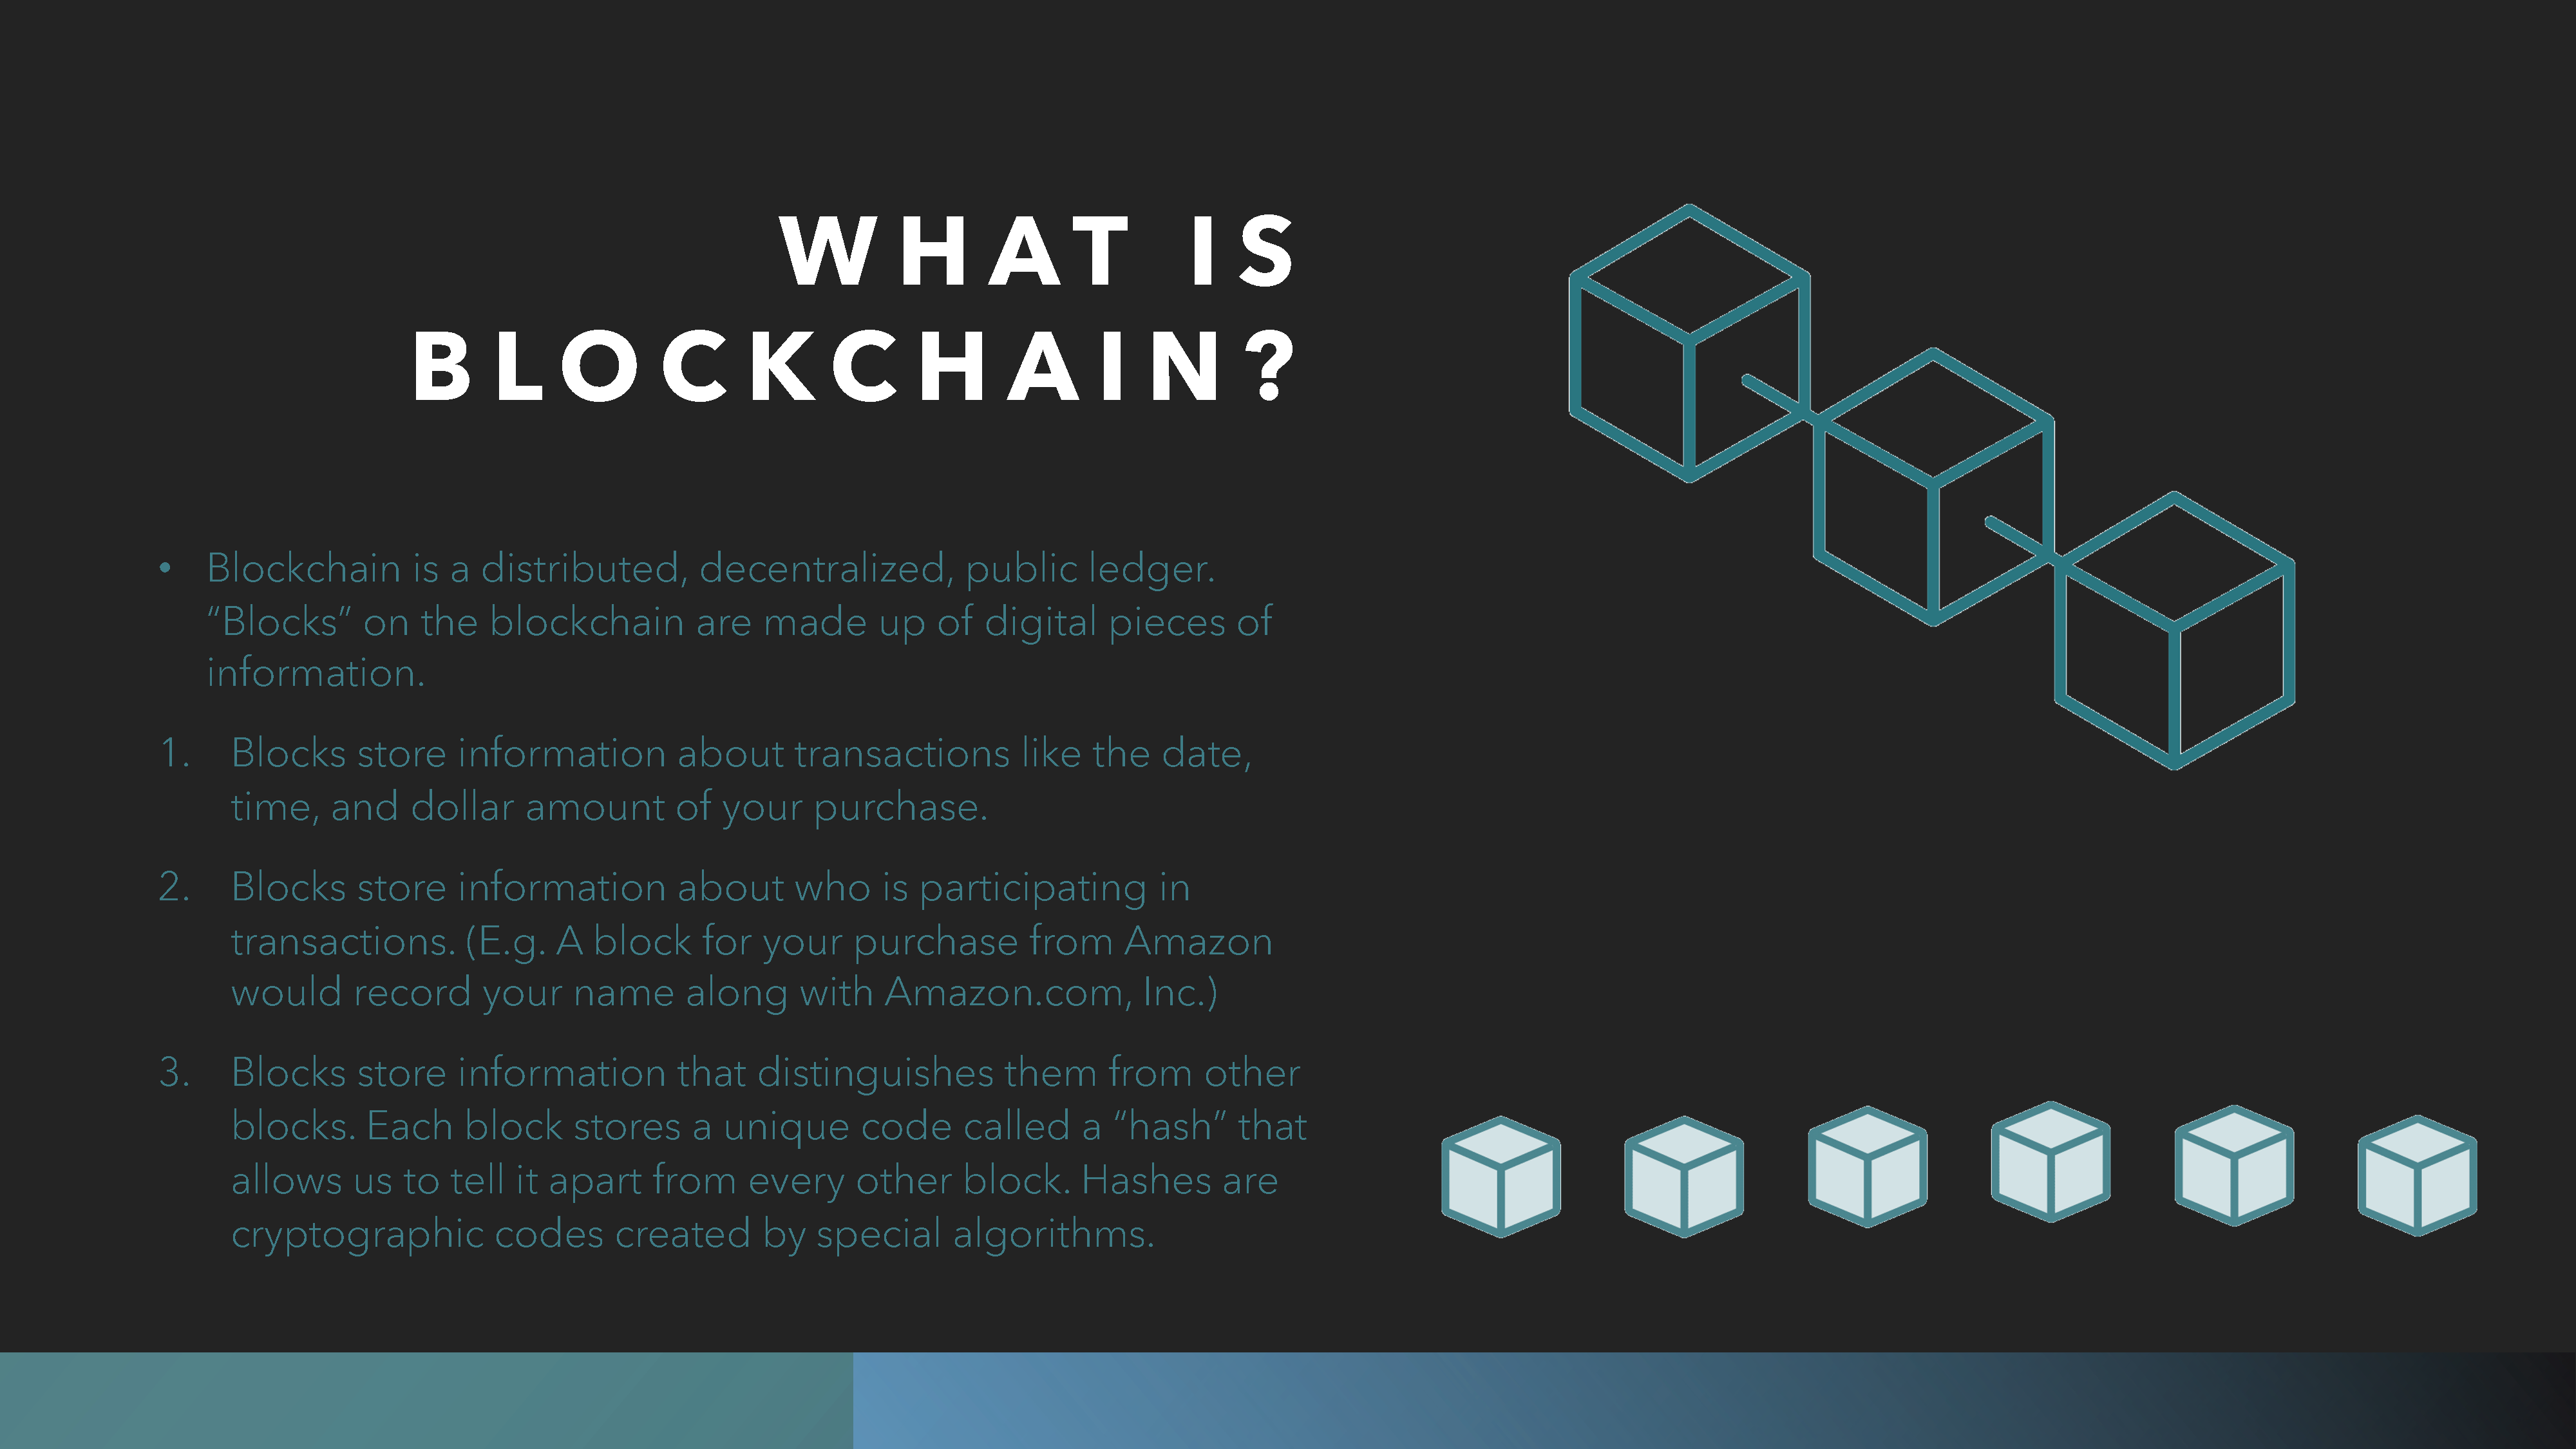 WHAT IS
BLOCKCHAIN?
• Blockchain is a distributed, decentralized, public ledger.
“Blocks” on the blockchain are made up of digital pieces of
information.
1. Blocks store information about transactions like the date,
time, and dollar amount of your purchase.
2. Blocks store information about who is participating in
transactions. (E.g. A block for your purchase from Amazon
would record your name along with Amazon.com, Inc.)
3. Blocks store information that distinguishes them from other
blocks. Each block stores a unique code called a “hash” that
allows us to tell it apart from every other block. Hashes are
cryptographic codes created by special algorithms.